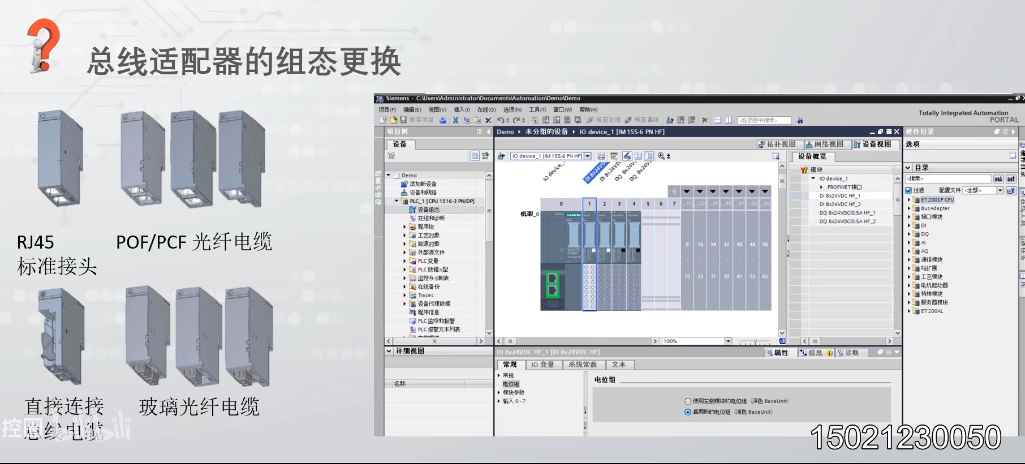 总线适配器的组态更换
RJ45
标准接头
POF/PCF 光纤电缆
直接连接
总线电缆
玻璃光纤电缆
控网
bilibili
Siemens - C:\Users\Administrator\Documents\Automation\Demo\Demo
Totally Integrated Automation
PORTAL
项目树
设备
Demo
添加新设备
设备和网络
PLC_1 [CPU 1516-3 PN/DP]
设备组态
在线和诊断
程序块
工艺对象
外部源文件
PLC 变量
PLC 数据类型
在线备份
Traces
设备代理数据
程序信息
PLC 报警文本列表
详细视图
名称
Demo ▸ 未分组的设备 ▸ IO device_1 [IM 155-6 PN HF]
拓扑视图
网络视图
设备视图
IO device_1 [IM 155-6 PN HF]
机架_0
0 1 2 3 4 5 6 7
100%
设备概览
模块
IO device_1
PROFINET接口
DI 8x24VDC HF_1
DI 8x24VDC HF_2
DQ 8x24VDC/0.5A HF_1
DQ 8x24VDC/0.5A HF_2
DI 8x24VDC HF_1 [DI 8x24VDC HF]
属性
信息
诊断
常规
IO 变量
系统常数
文本
常规
电位组
模块参数
输入 0 - 7
电位组
使用左侧模块的电位组（深色 BaseUnit）
启用新的电位组（浅色 BaseUnit）
硬件目录
选项
目录
<搜索>
过滤
配置文件 <全部>
ET 200SP CPU
BusAdapter
接口模块
DI
DQ
AI
AQ
通信模块
工艺模块
电机起动器
特殊模块
服务器模块
ET 200AL
15021230050